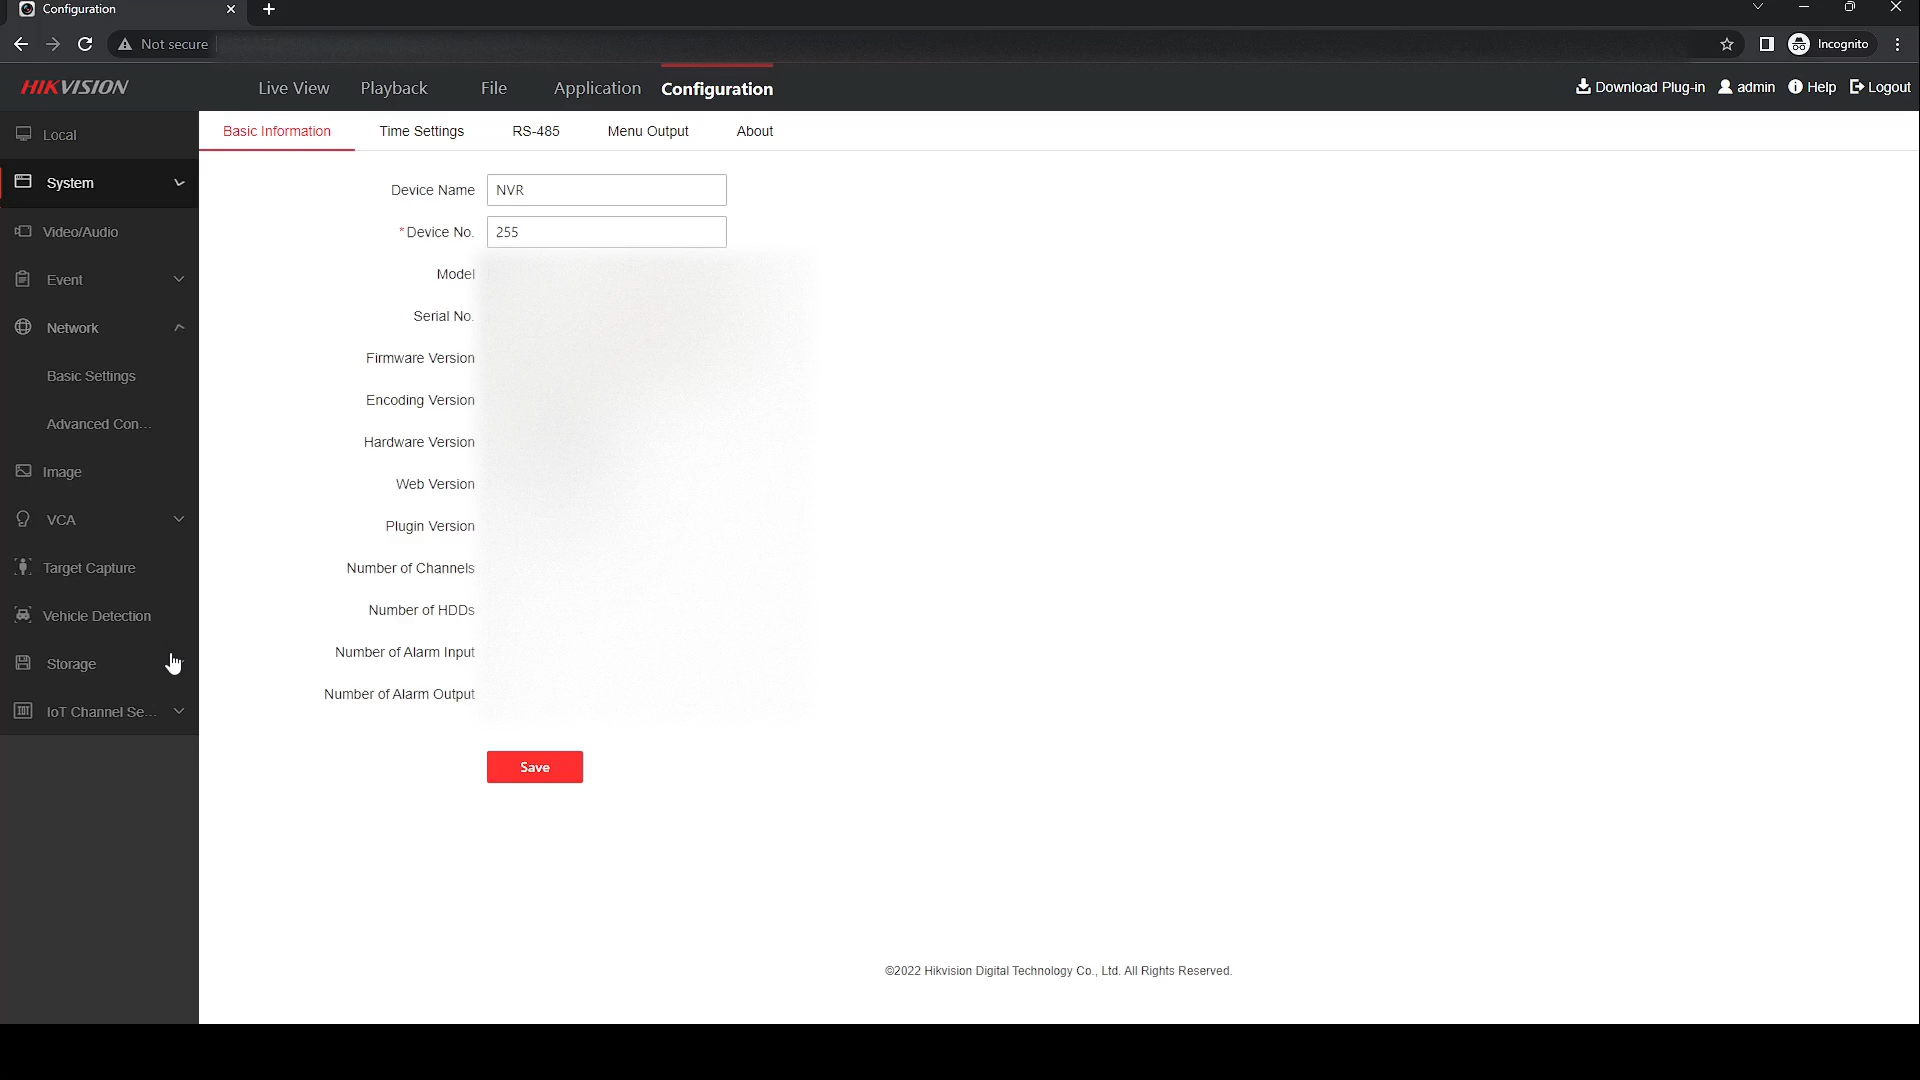 Configuration
Not secure
Incognito
HIKVISION
Live View
Playback
File
Application
Configuration
Download Plug-in
admin
Help
Logout
Local
System
Video/Audio
Event
Network
Basic Settings
Advanced Con...
Image
VCA
Target Capture
Vehicle Detection
Storage
IoT Channel Se...
Basic Information
Time Settings
RS-485
Menu Output
About
Device Name NVR
*Device No. 255
Model
Serial No.
Firmware Version
Encoding Version
Hardware Version
Web Version
Plugin Version
Number of Channels
Number of HDDs
Number of Alarm Input
Number of Alarm Output
Save
©2022 Hikvision Digital Technology Co., Ltd. All Rights Reserved.